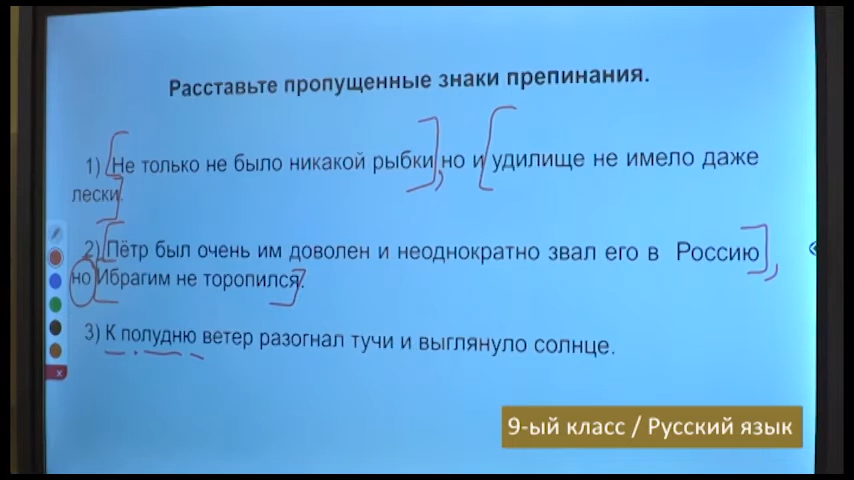 Расставьте пропущенные знаки препинания.
1) Не только не было никакой рыбки, но и удилище не имело даже
лески.
2) Пётр был очень им доволен и неоднократно звал его в Россию,
но Ибрагим не торопился.
3) К полудню ветер разогнал тучи и выглянуло солнце.
9-ый класс / Русский язык
x